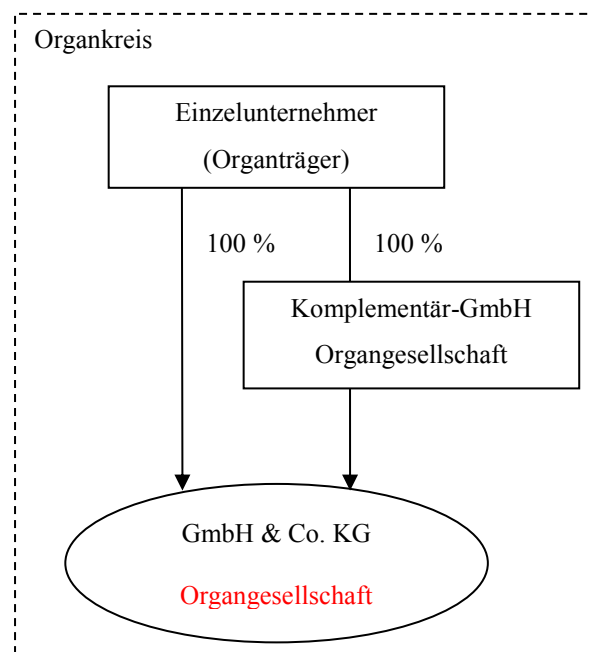 Organkreis
Einzelunternehmer
(Organträger)
100 %
100 %
Komplementär-GmbH
Organgesellschaft
GmbH & Co. KG
Organgesellschaft